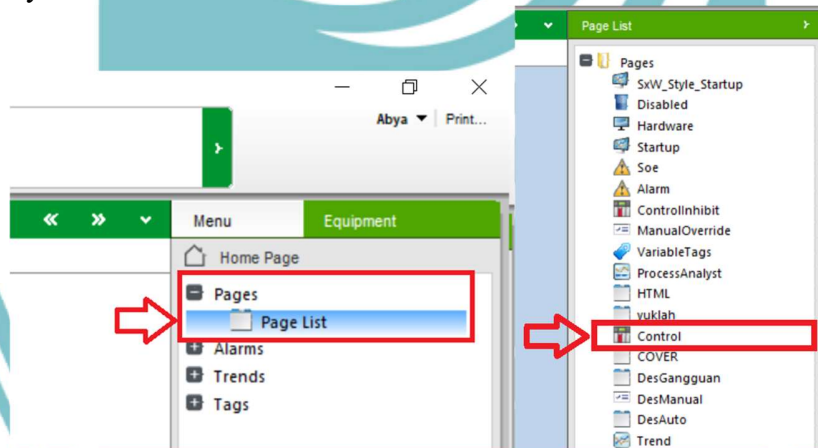 Abya Print...
Menu Equipment
Home Page
Pages
Page List
Alarms
Trends
Tags
Page List
Pages
SxW_Style_Startup
Disabled
Hardware
Startup
Soe
Alarm
ControlInhibit
ManualOverride
VariableTags
ProcessAnalyst
HTML
yuklah
Control
COVER
DesGangguan
DesManual
DesAuto
Trend